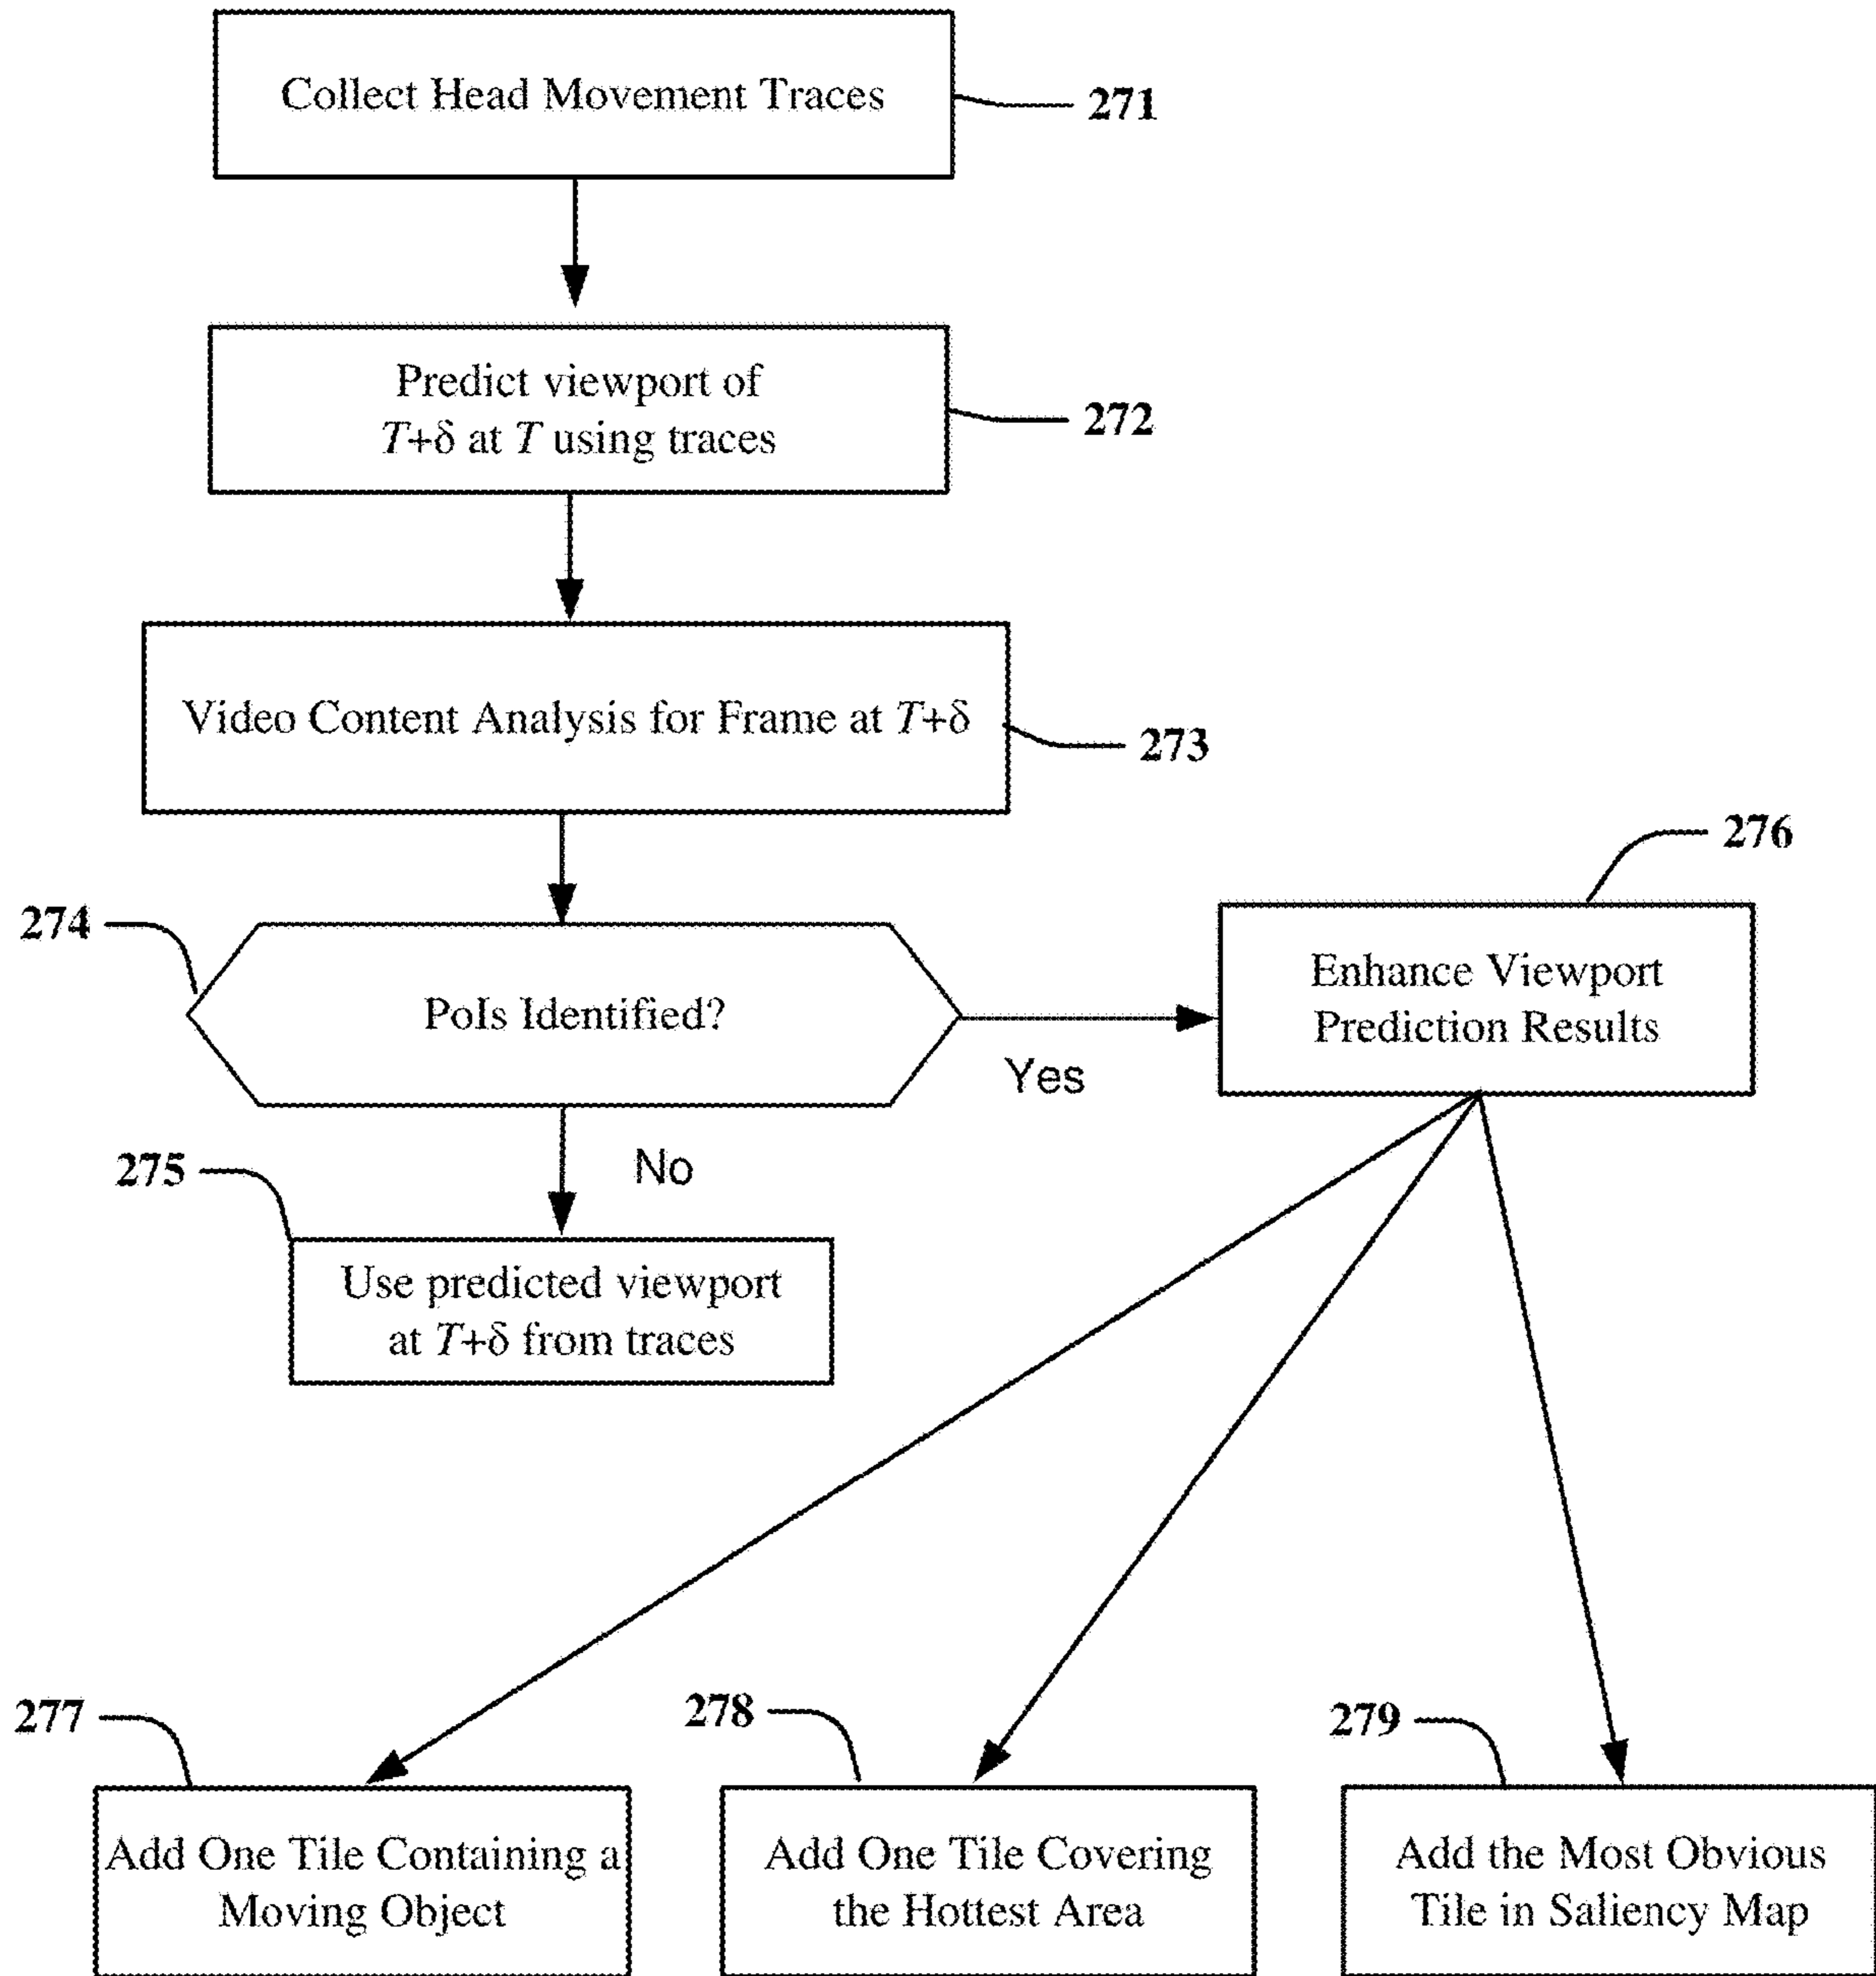 Collect Head Movement Traces
271
Predict viewport of
T+δ at T using traces
272
Video Content Analysis for Frame at T+δ
273
276
274
PoIs Identified?
Yes
Enhance Viewport
Prediction Results
275
No
Use predicted viewport
at T+δ from traces
277
278
279
Add One Tile Containing a
Moving Object
Add One Tile Covering
the Hottest Area
Add the Most Obvious
Tile in Saliency Map